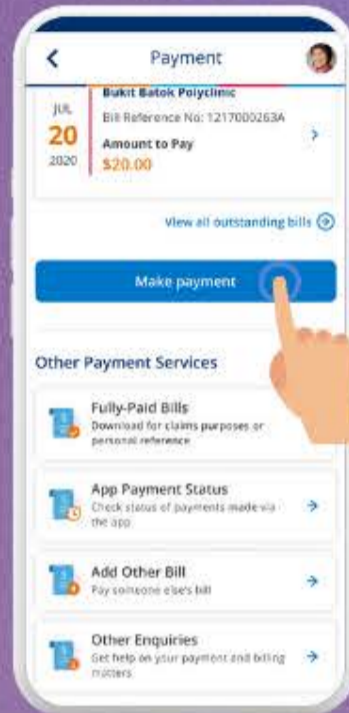 Payment
JUL
20
2020
Bukit Batok Polyclinic
Bill Reference No: 1217000263A
Amount to Pay
$20.00
View all outstanding bills
Make payment
Other Payment Services
Fully-Paid Bills
Download for claims purposes or
personal reference
App Payment Status
Check status of payments made via
the app
Add Other Bill
Pay someone else's bill
Other Enquiries
Get help on your payment and billing
matters